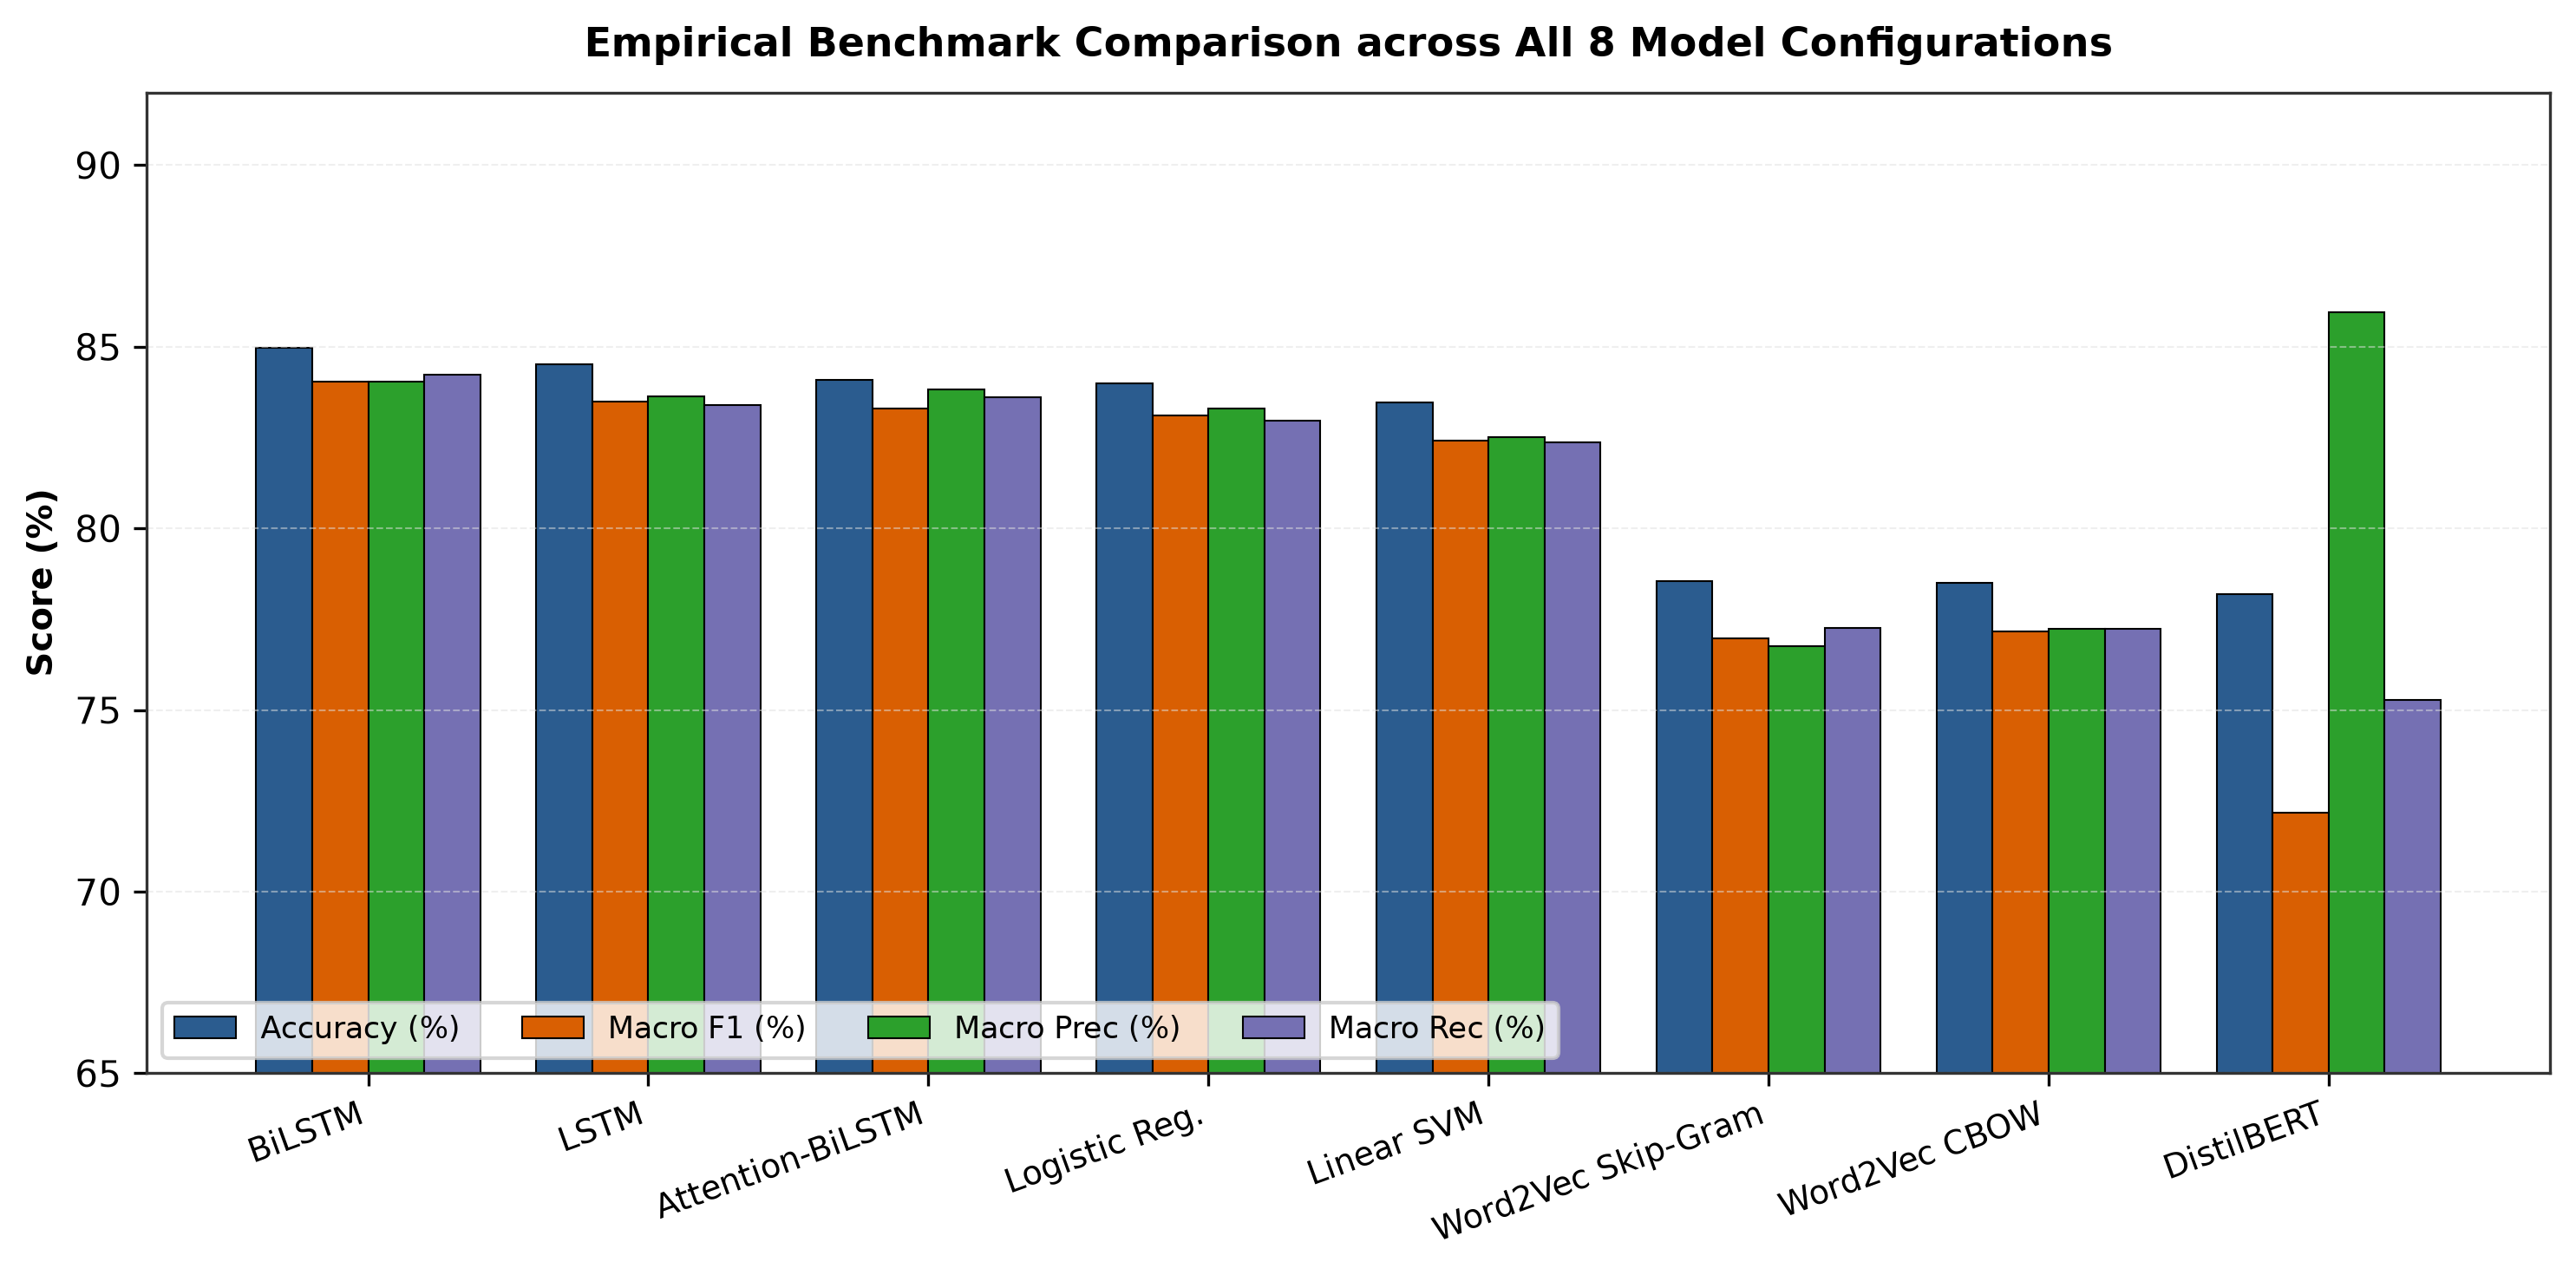 Empirical Benchmark Comparison across All 8 Model Configurations
Score (%)
90
85
80
75
70
65
Accuracy (%) Macro F1 (%) Macro Prec (%) Macro Rec (%)
BiLSTM
LSTM
Attention-BiLSTM
Logistic Reg.
Linear SVM
Word2Vec Skip-Gram
Word2Vec CBOW
DistilBERT